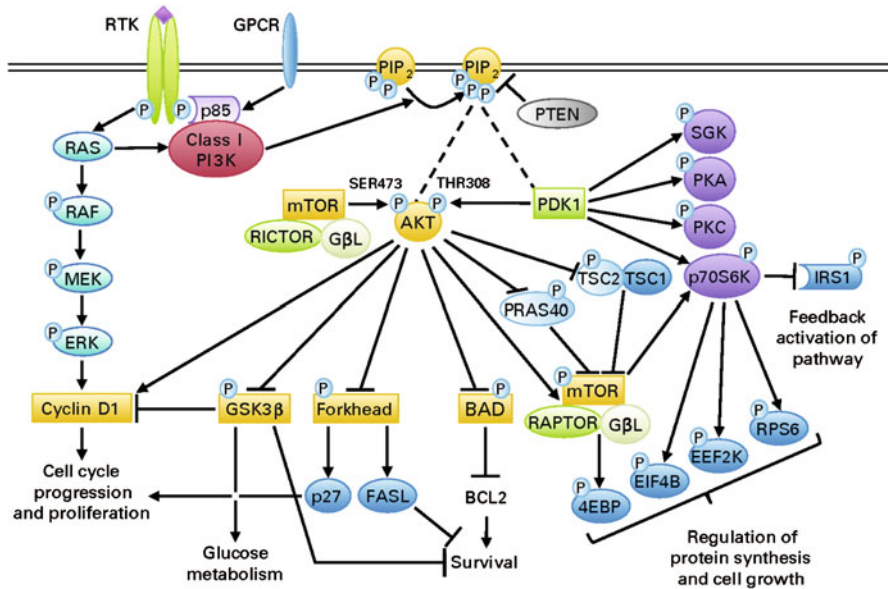 RTK
GPCR
PIP2
PIP2
P
P
P
P
P
P
P
p85
PTEN
RAS
Class I
PI3K
P
SGK
P
PKA
P
PKC
SER473
THR308
mTOR
P
P
AKT
PDK1
RICTOR
GβL
P
RAF
P
MEK
P
ERK
P
PRAS40
P
P
TSC2
TSC1
P
p70S6K
P
P
IRS1
Feedback
activation of
pathway
Cyclin D1
P
GSK3β
P
Forkhead
P
BAD
P
mTOR
RAPTOR
GβL
P
RPS6
P
EEF2K
P
EIF4B
P
4EBP
Cell cycle
progression
and proliferation
p27
FASL
BCL2
Glucose
metabolism
Survival
Regulation of
protein synthesis
and cell growth